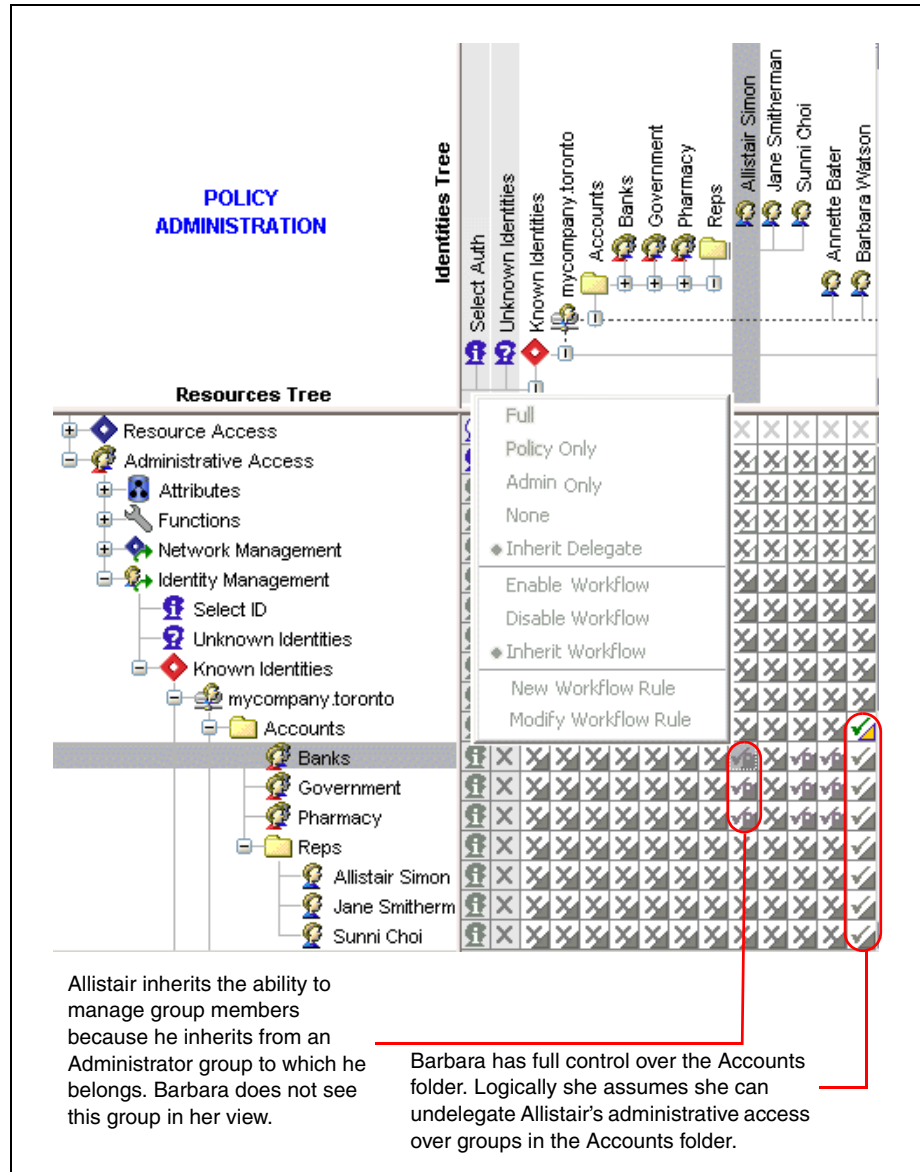 POLICY
ADMINISTRATION
Identities Tree
Resources Tree
Select Auth
Unknown Identities
Known Identities
mycompany.toronto
Accounts
Banks
Government
Pharmacy
Reps
Allistair Simon
Jane Smitherman
Sunni Choi
Annette Bater
Barbara Watson
Resource Access
Administrative Access
Attributes
Functions
Network Management
Identity Management
Select ID
Unknown Identities
Known Identities
mycompany.toronto
Accounts
Banks
Government
Pharmacy
Reps
Allistair Simon
Jane Smitherm
Sunni Choi
Full
Policy Only
Admin Only
None
Inherit Delegate
Enable Workflow
Disable Workflow
Inherit Workflow
New Workflow Rule
Modify Workflow Rule
Allistair inherits the ability to
manage group members
because he inherits from an
Administrator group to which he
belongs. Barbara does not see
this group in her view.
Barbara has full control over the Accounts
folder. Logically she assumes she can
undelegate Allistair's administrative access
over groups in the Accounts folder.